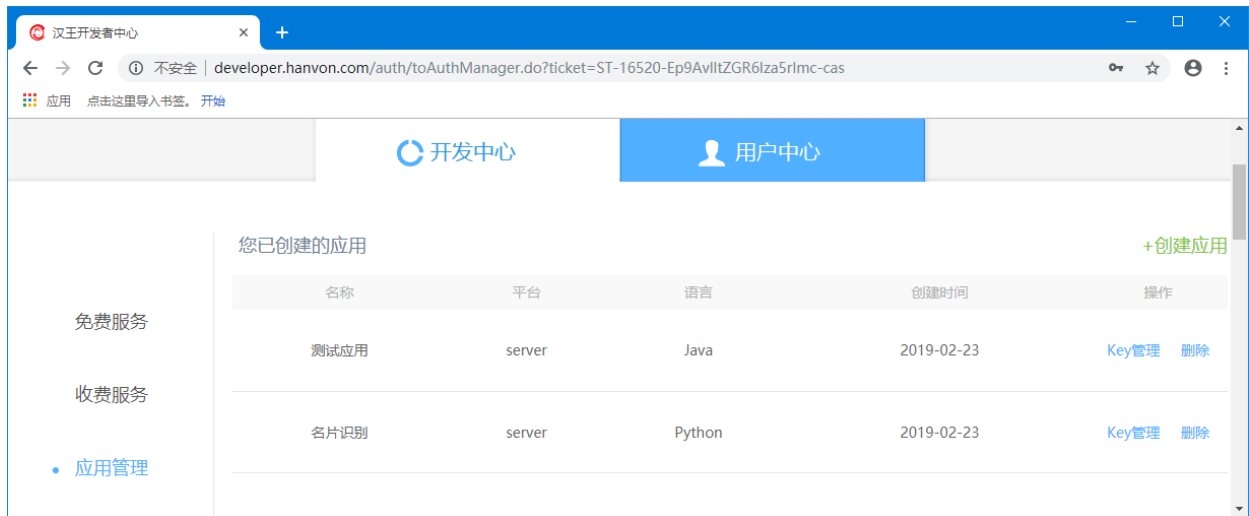 汉王开发者中心
不安全 developer.hanvon.com/auth/toAuthManager.do?ticket=ST-16520-Ep9AvlItZGR6Iza5rImc-cas
应用 点击这里导入书签。 开始
开发中心 用户中心
您已创建的应用 +创建应用
名称 平台 语言 创建时间 操作
免费服务
测试应用 server Java 2019-02-23 Key管理 删除
收费服务
名片识别 server Python 2019-02-23 Key管理 删除
应用管理